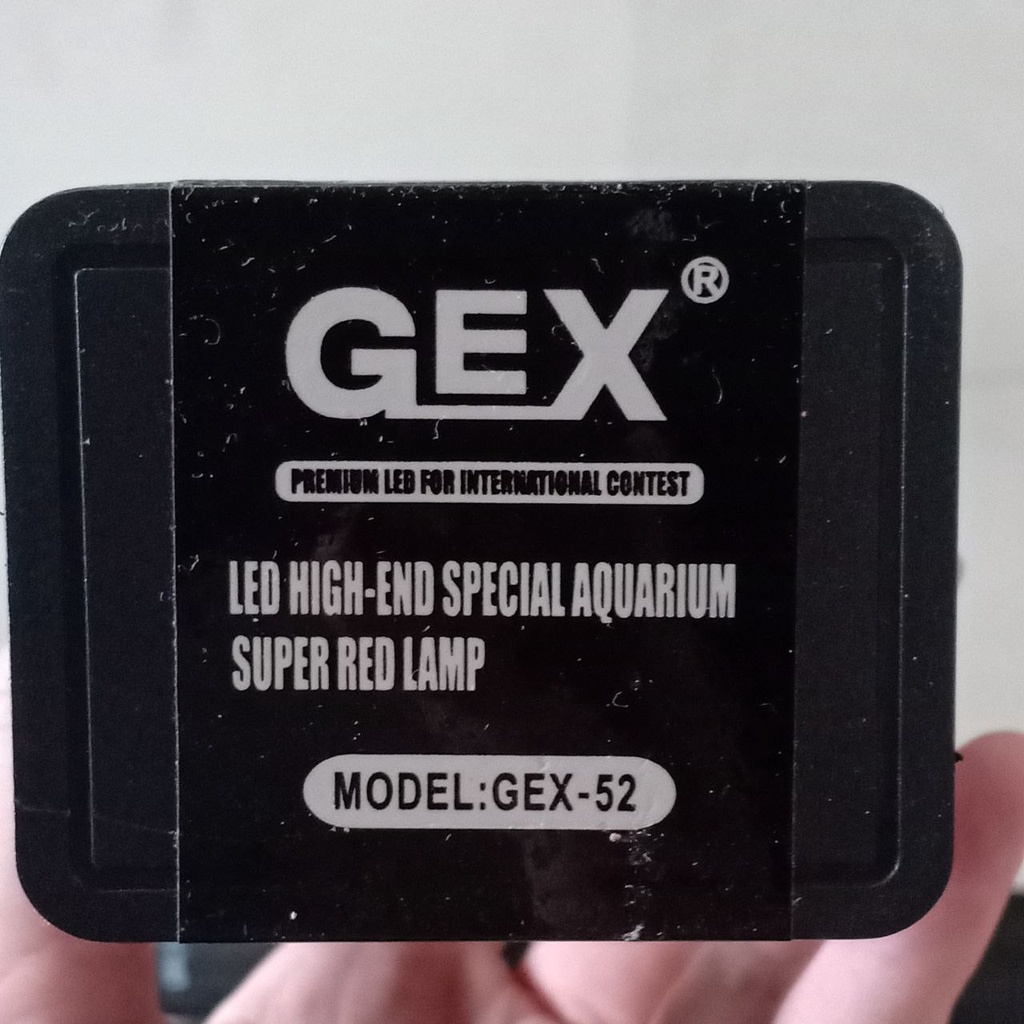 GEX®
PREMIUM LED FOR INTERNATIONAL CONTEST
LED HIGH-END SPECIAL AQUARIUM
SUPER RED LAMP
MODEL:GEX-52